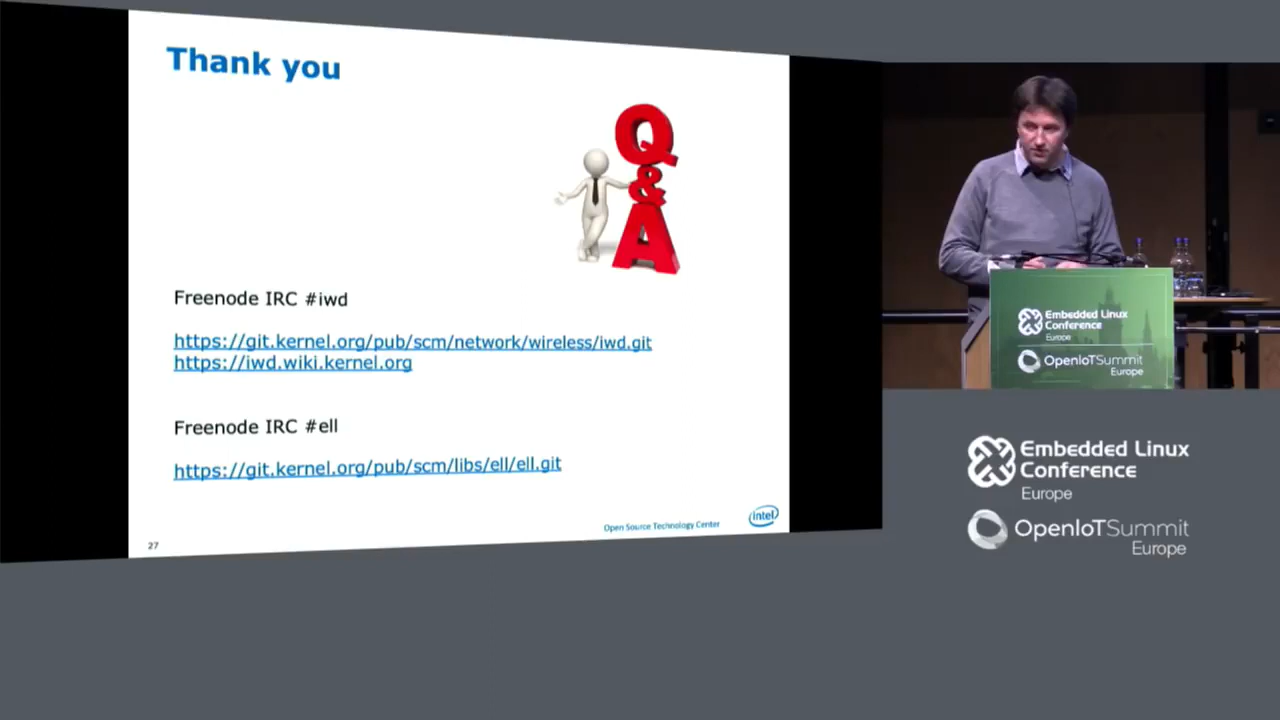 Thank you
Q
&
A
Freenode IRC #iwd
https://git.kernel.org/pub/scm/network/wireless/iwd.git
https://iwd.wiki.kernel.org
Freenode IRC #ell
https://git.kernel.org/pub/scm/libs/ell/ell.git
Open Source Technology Center
intel
27
Embedded Linux
Conference
Europe
OpenIoTSummit
Europe
Embedded Linux
Conference
Europe
OpenIoTSummit
Europe